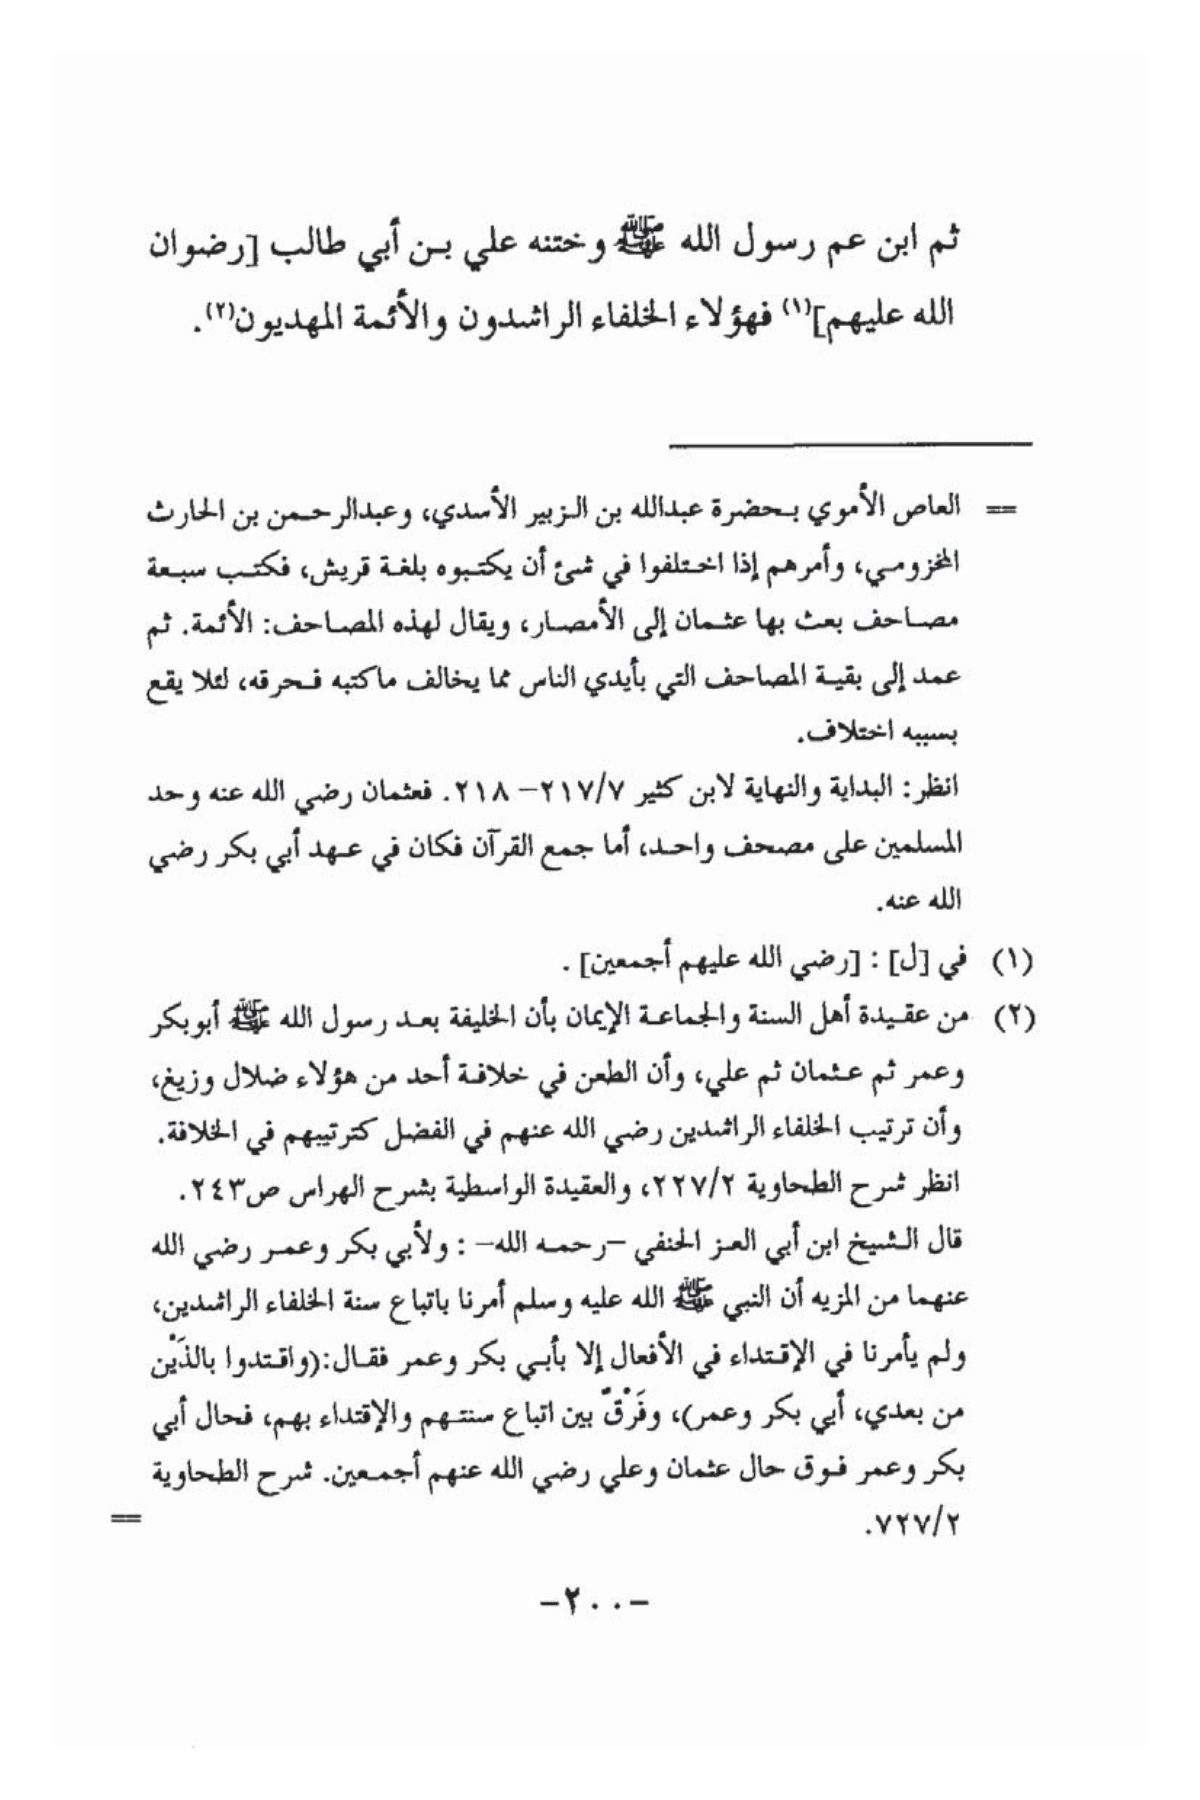 ثم ابن عم رسول الله ﷺ وختنه علي بن أبي طالب [رضوان
الله عليهم](١) فهؤلاء الخلفاء الراشدون والأئمة المهديون(٢).
== العاص الأموي بحضرة عبدالله بن الزبير الأسدي، وعبدالرحمن بن الحارث
المخزومي، وأمرهم إذا اختلفوا في شئ أن يكتبوه بلغة قريش، فكتب سبعة
مصاحف بعث بها عثمان إلى الأمصار، ويقال لهذه المصاحف: الأئمة. ثم
عمد إلى بقية المصاحف التي بأيدي الناس مما يخالف ماكتبه فحرقه، لئلا يقع
بسببه اختلاف.
انظر: البداية والنهاية لابن كثير ٢١٧/٧– ٢١٨. فعثمان رضي الله عنه وحد
المسلمين على مصحف واحد، أما جمع القرآن فكان في عهد أبي بكر رضي
الله عنه.
(١) في [ل] : [رضي الله عليهم أجمعين] .
(٢) من عقيدة أهل السنة والجماعة الإيمان بأن الخليفة بعد رسول الله ﷺ أبوبكر
وعمر ثم عثمان ثم علي، وأن الطعن في خلافة أحد من هؤلاء ضلال وزيغ،
وأن ترتيب الخلفاء الراشدين رضي الله عنهم في الفضل كترتيبهم في الخلافة.
انظر شرح الطحاوية ٢٢٧/٢، والعقيدة الواسطية بشرح الهراس ص٢٤٣.
قال الشيخ ابن أبي العز الحنفي –رحمه الله– : ولأبي بكر وعمر رضي الله
عنهما من المزيه أن النبي ﷺ الله عليه وسلم أمرنا باتباع سنة الخلفاء الراشدين،
ولم يأمرنا في الإقتداء في الأفعال إلا بأبي بكر وعمر فقال:(واقتدوا بالذَيْن
من بعدي، أبي بكر وعمر)، وفَرْقٌ بين اتباع سنتهم والإقتداء بهم، فحال أبي
بكر وعمر فوق حال عثمان وعلي رضي الله عنهم أجمعين. شرح الطحاوية
٧٢٧/٢. ==
–٢٠٠–